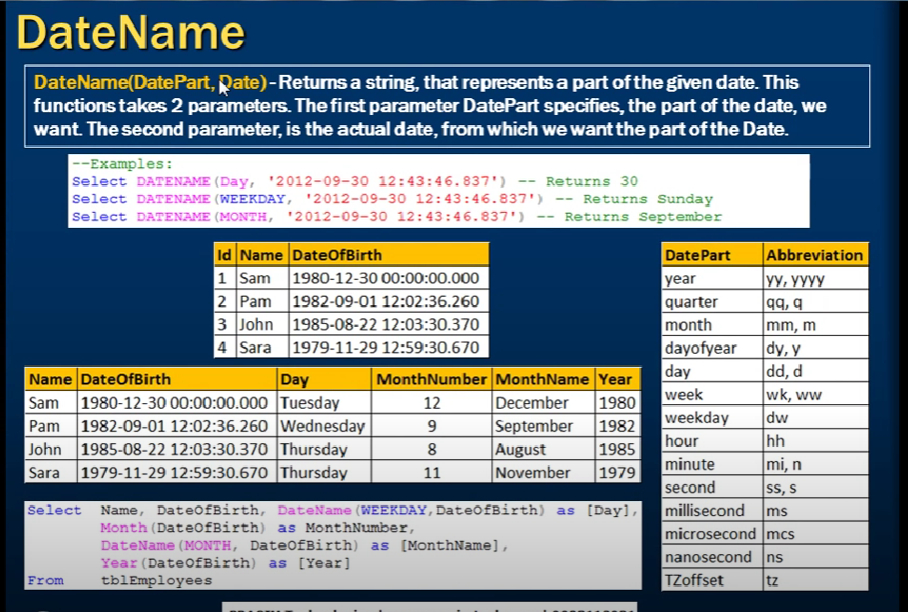 DateName
DateName(DatePart, Date) - Returns a string, that represents a part of the given date. This
functions takes 2 parameters. The first parameter DatePart specifies, the part of the date, we
want. The second parameter, is the actual date, from which we want the part of the Date.
--Examples:
Select DATENAME(Day, '2012-09-30 12:43:46.837') -- Returns 30
Select DATENAME(WEEKDAY, '2012-09-30 12:43:46.837') -- Returns Sunday
Select DATENAME(MONTH, '2012-09-30 12:43:46.837') -- Returns September
Id Name DateOfBirth
1 Sam 1980-12-30 00:00:00.000
2 Pam 1982-09-01 12:02:36.260
3 John 1985-08-22 12:03:30.370
4 Sara 1979-11-29 12:59:30.670
Name DateOfBirth Day MonthNumber MonthName Year
Sam 1980-12-30 00:00:00.000 Tuesday 12 December 1980
Pam 1982-09-01 12:02:36.260 Wednesday 9 September 1982
John 1985-08-22 12:03:30.370 Thursday 8 August 1985
Sara 1979-11-29 12:59:30.670 Thursday 11 November 1979
Select Name, DateOfBirth, DateName(WEEKDAY,DateOfBirth) as [Day],
Month(DateOfBirth) as MonthNumber,
DateName(MONTH, DateOfBirth) as [MonthName],
Year(DateOfBirth) as [Year]
From tblEmployees
DatePart Abbreviation
year yy, yyyy
quarter qq, q
month mm, m
dayofyear dy, y
day dd, d
week wk, ww
weekday dw
hour hh
minute mi, n
second ss, s
millisecond ms
microsecond mcs
nanosecond ns
TZoffset tz